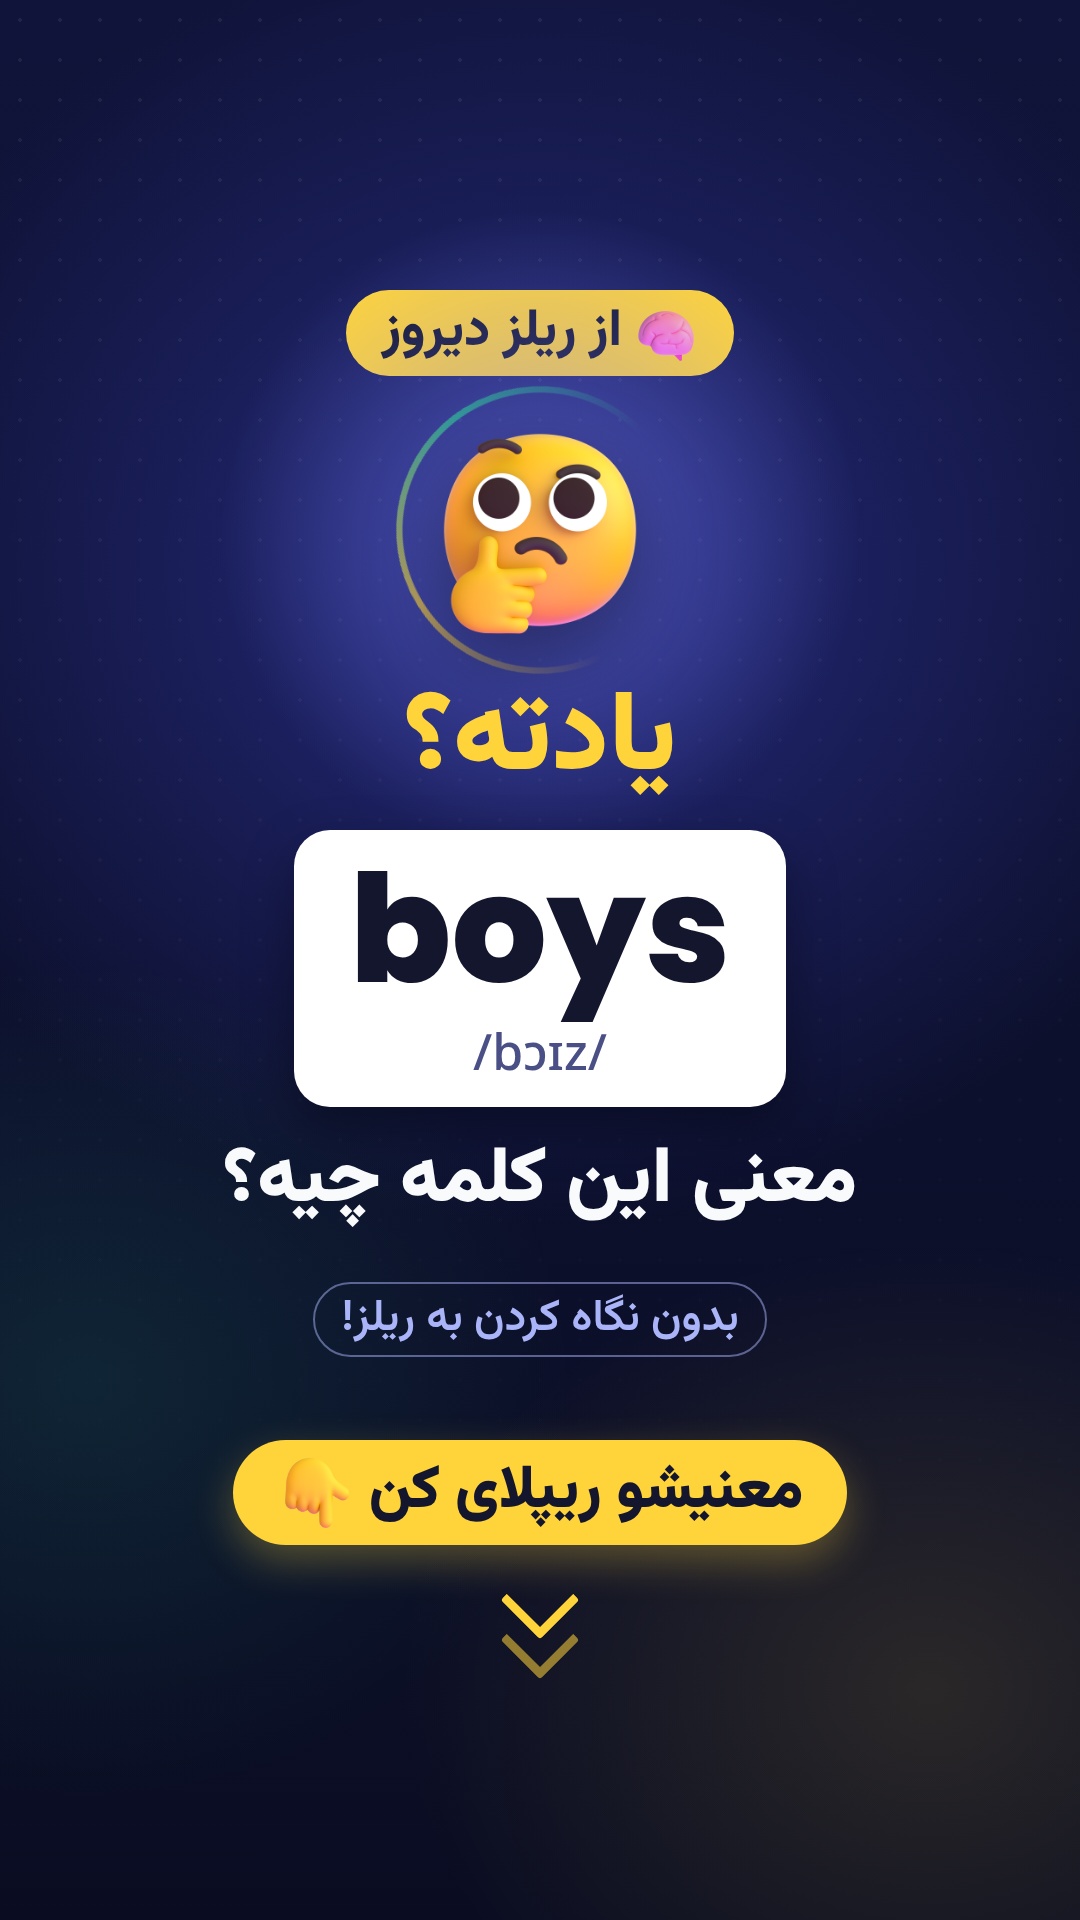 🧠 از ریلز دیروز
یادته؟
boys
/bɔɪz/
معنی این کلمه چیه؟
بدون نگاه کردن به ریلز!
معنیشو ریپلای کن 👇